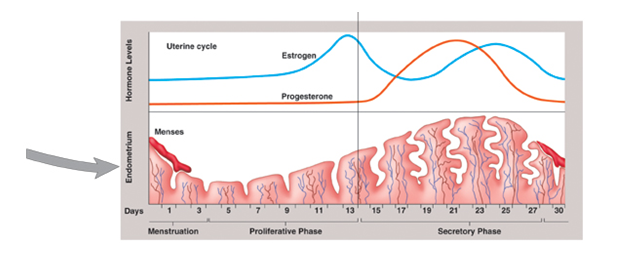 Hormone Levels
Uterine cycle
Estrogen
Progesterone
Endometrium
Menses
Days 1 3 5 7 9 11 13 15 17 19 21 23 25 27 30
Menstruation Proliferative Phase Secretory Phase